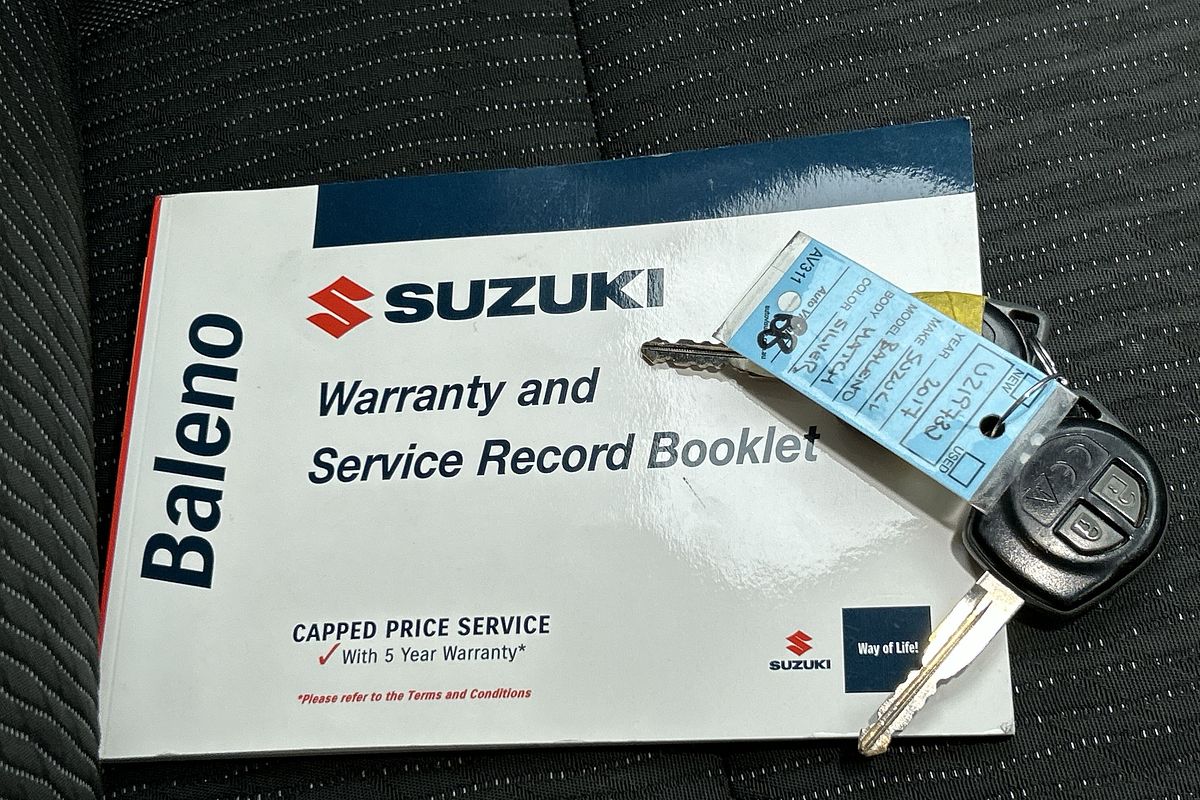 SUZUKI
Baleno
Warranty and
Service Record Booklet
CAPPED PRICE SERVICE
✓With 5 Year Warranty*
*Please refer to the Terms and Conditions
SUZUKI
Way of Life!
NEW
USED
YEAR 2017
MAKE SUZUKI
MODEL BALENO
BODY HATCH
COLOR SILVER
AV311
CCA